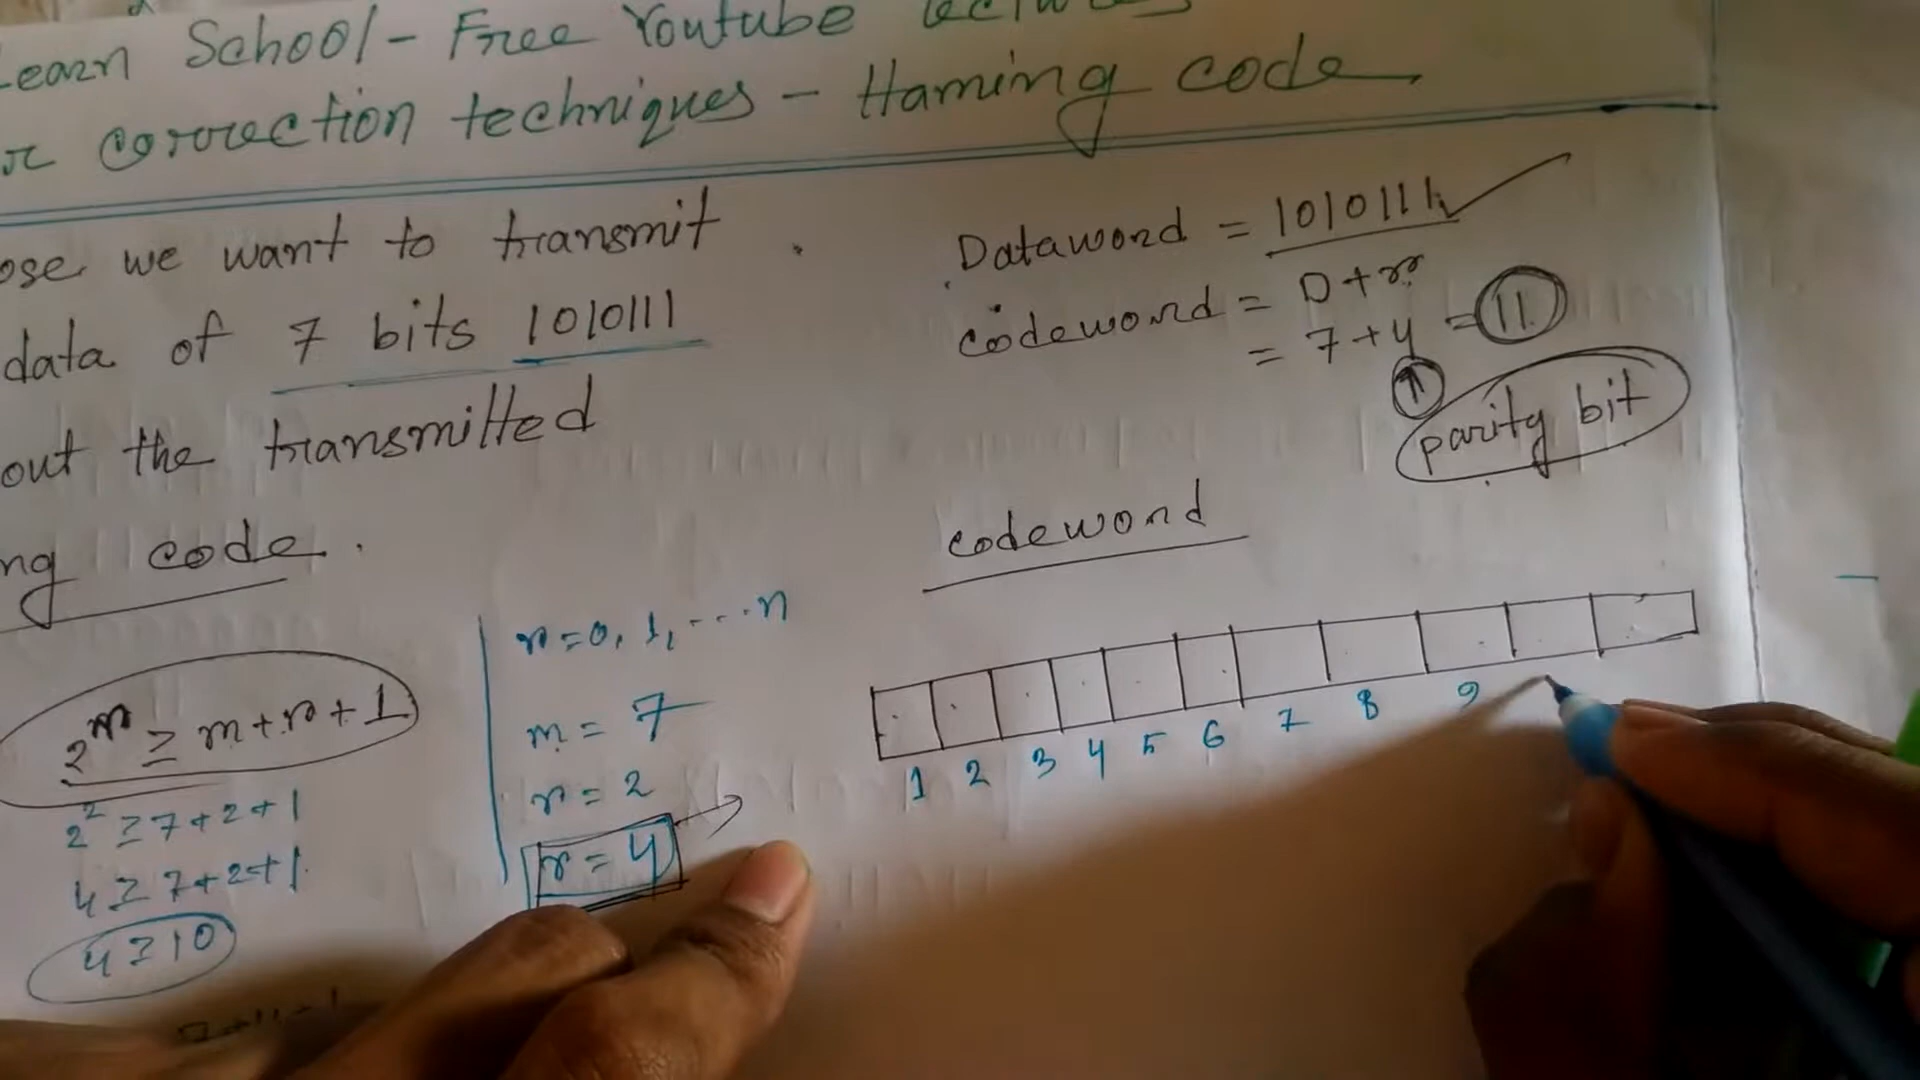 Learn School - Free Youtube
correction techniques - Haming code
we want to transmit
data of 7 bits 1010111
out the transmitted
code.
Dataword = 1010111
codeword = D+r
= 7+4 = 11
parity bit
codeword
1 2 3 4 5 6 7 8 9
2^r ≥ m+r+1
2^2 ≥ 7+2+1
4 ≥ 7+2+1
4 ≥ 10
r = 0, 1, ... n
m = 7
r = 2
r = 4